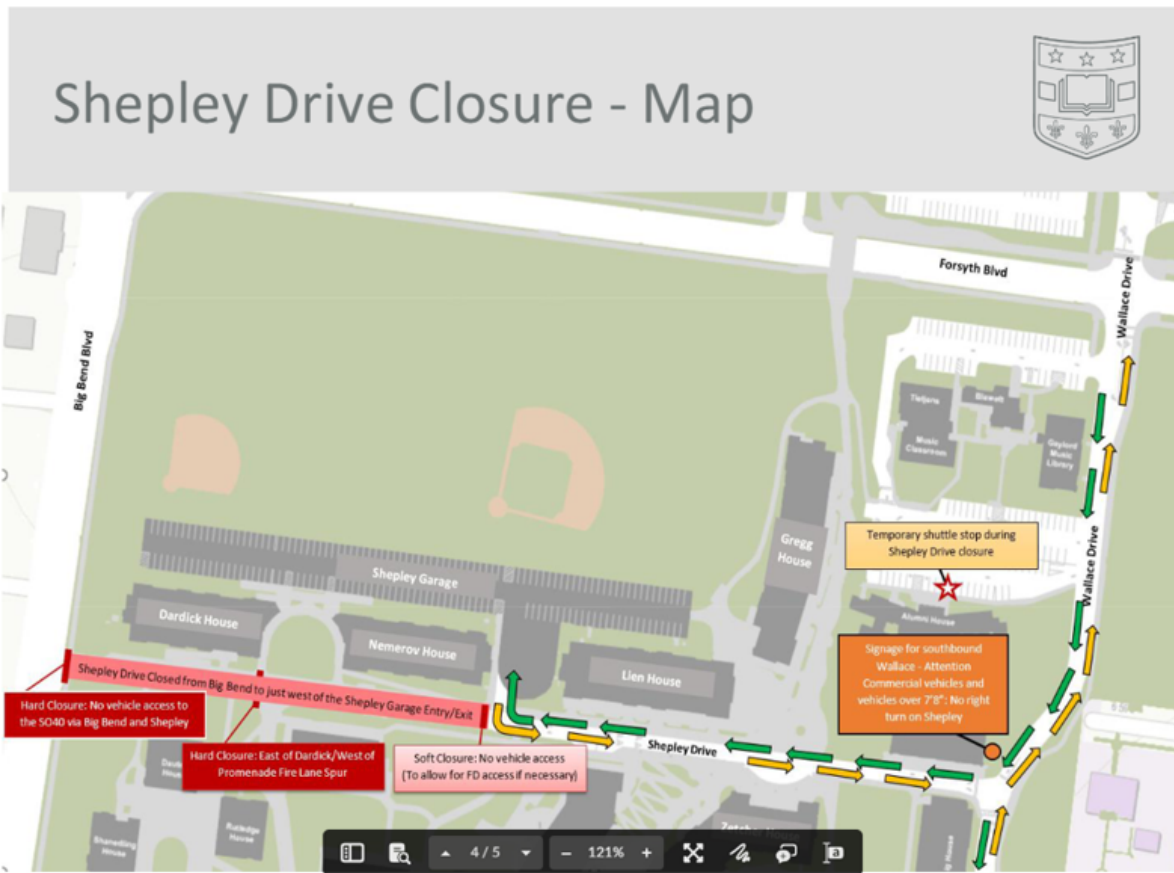 Shepley Drive Closure - Map
Forsyth Blvd
Wallace Drive
Big Bend Blvd
Tietjens
Music
Classroom
Blewett
Gaylord
Music
Library
Gregg
House
Temporary shuttle stop during
Shepley Drive closure
Wallace Drive
Shepley Garage
Dardick House
Nemerov House
Lien House
Alumni House
Signage for southbound
Wallace - Attention
Commercial vehicles and
vehicles over 7'8": No right
turn on Shepley
Shepley Drive Closed from Big Bend to just west of the Shepley Garage Entry/Exit
Hard Closure: No vehicle access to
the SO40 via Big Bend and Shepley
Hard Closure: East of Dardick/West of
Promenade Fire Lane Spur
Soft Closure: No vehicle access
(To allow for FD access if necessary)
Shepley Drive
Rutledge
House
Shanedling
House
House
4 / 5
121%